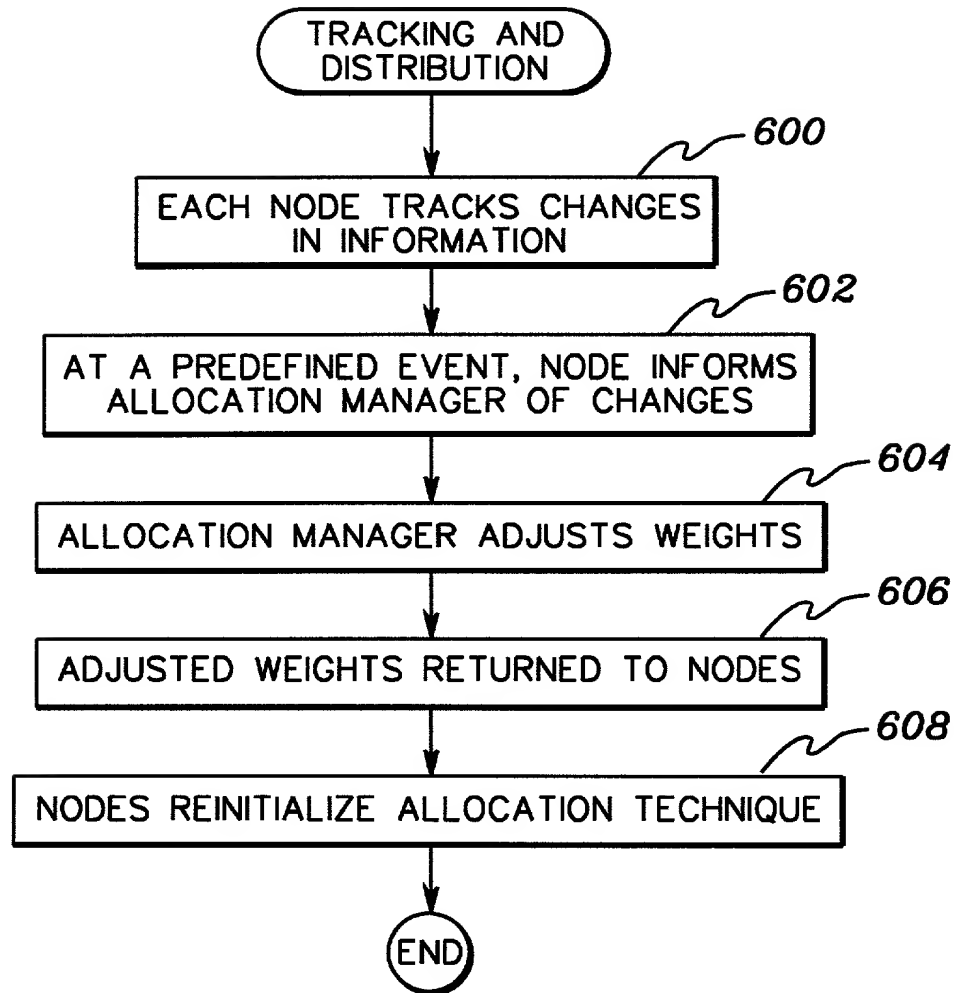 TRACKING AND
DISTRIBUTION
600
EACH NODE TRACKS CHANGES
IN INFORMATION
602
AT A PREDEFINED EVENT, NODE INFORMS
ALLOCATION MANAGER OF CHANGES
604
ALLOCATION MANAGER ADJUSTS WEIGHTS
606
ADJUSTED WEIGHTS RETURNED TO NODES
608
NODES REINITIALIZE ALLOCATION TECHNIQUE
END